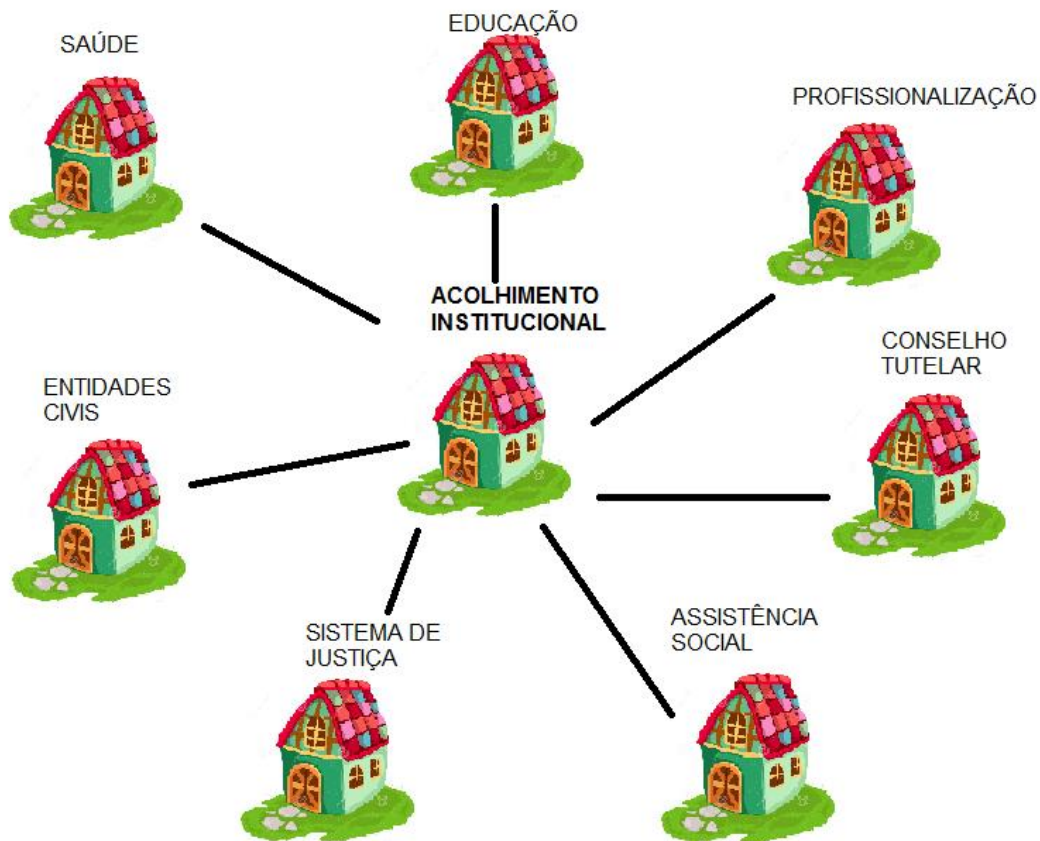 EDUCAÇÃO
SAÚDE
PROFISSIONALIZAÇÃO
ACOLHIMENTO
INSTITUCIONAL
CONSELHO
TUTELAR
ENTIDADES
CIVIS
SISTEMA DE
JUSTIÇA
ASSISTÊNCIA
SOCIAL